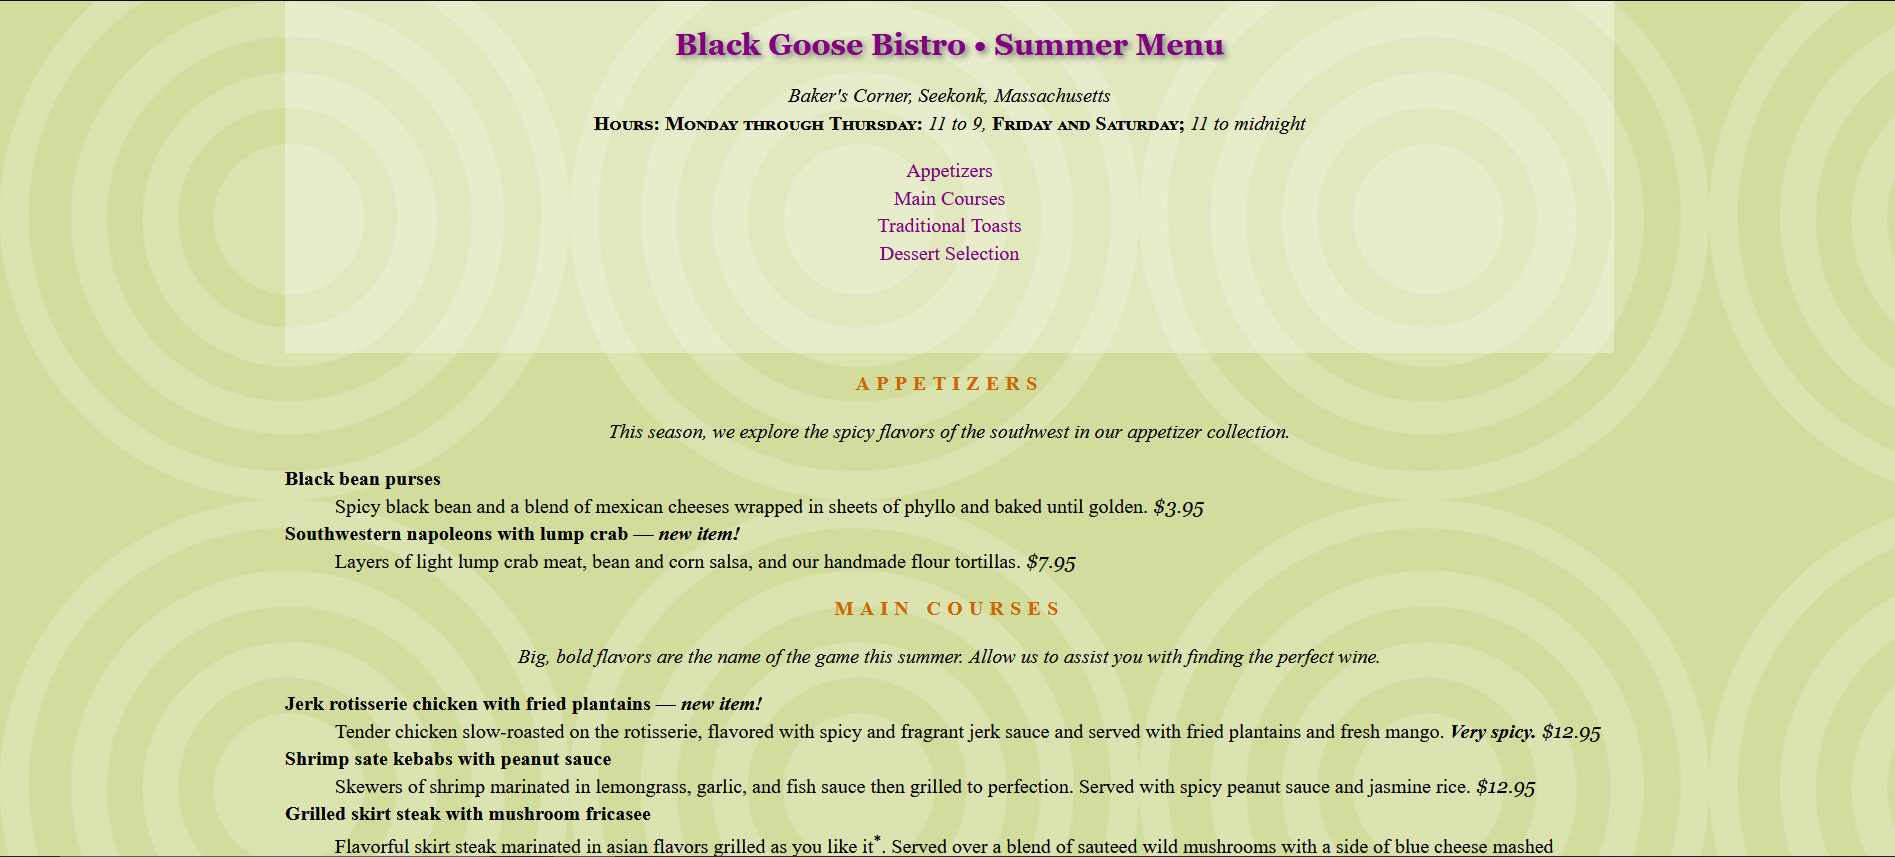 Black Goose Bistro • Summer Menu
Baker's Corner, Seekonk, Massachusetts
Hours: Monday through Thursday: 11 to 9, Friday and Saturday; 11 to midnight
Appetizers
Main Courses
Traditional Toasts
Dessert Selection
APPETIZERS
This season, we explore the spicy flavors of the southwest in our appetizer collection.
Black bean purses
Spicy black bean and a blend of mexican cheeses wrapped in sheets of phyllo and baked until golden. $3.95
Southwestern napoleons with lump crab — new item!
Layers of light lump crab meat, bean and corn salsa, and our handmade flour tortillas. $7.95
MAIN COURSES
Big, bold flavors are the name of the game this summer. Allow us to assist you with finding the perfect wine.
Jerk rotisserie chicken with fried plantains — new item!
Tender chicken slow-roasted on the rotisserie, flavored with spicy and fragrant jerk sauce and served with fried plantains and fresh mango. Very spicy. $12.95
Shrimp sate kebabs with peanut sauce
Skewers of shrimp marinated in lemongrass, garlic, and fish sauce then grilled to perfection. Served with spicy peanut sauce and jasmine rice. $12.95
Grilled skirt steak with mushroom fricasee
Flavorful skirt steak marinated in asian flavors grilled as you like it*. Served over a blend of sauteed wild mushrooms with a side of blue cheese mashed